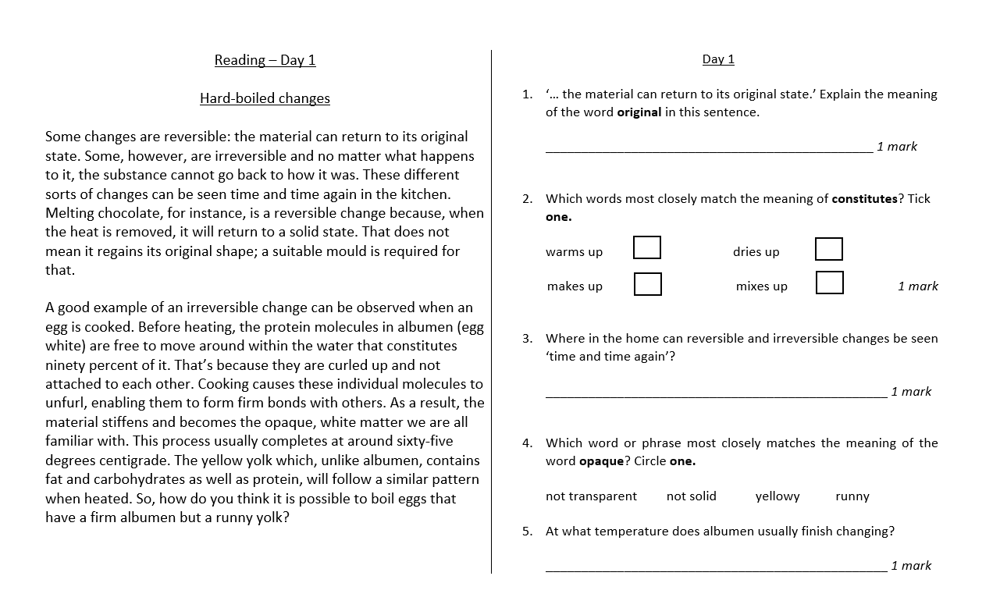 Reading – Day 1
Hard-boiled changes
Some changes are reversible: the material can return to its original
state. Some, however, are irreversible and no matter what happens
to it, the substance cannot go back to how it was. These different
sorts of changes can be seen time and time again in the kitchen.
Melting chocolate, for instance, is a reversible change because, when
the heat is removed, it will return to a solid state. That does not
mean it regains its original shape; a suitable mould is required for
that.
A good example of an irreversible change can be observed when an
egg is cooked. Before heating, the protein molecules in albumen (egg
white) are free to move around within the water that constitutes
ninety percent of it. That’s because they are curled up and not
attached to each other. Cooking causes these individual molecules to
unfurl, enabling them to form firm bonds with others. As a result, the
material stiffens and becomes the opaque, white matter we are all
familiar with. This process usually completes at around sixty-five
degrees centigrade. The yellow yolk which, unlike albumen, contains
fat and carbohydrates as well as protein, will follow a similar pattern
when heated. So, how do you think it is possible to boil eggs that
have a firm albumen but a runny yolk?
Day 1
1. ‘… the material can return to its original state.’ Explain the meaning
of the word original in this sentence.
1 mark
2. Which words most closely match the meaning of constitutes? Tick
one.
warms up dries up
makes up mixes up 1 mark
3. Where in the home can reversible and irreversible changes be seen
‘time and time again’?
1 mark
4. Which word or phrase most closely matches the meaning of the
word opaque? Circle one.
not transparent not solid yellowy runny
5. At what temperature does albumen usually finish changing?
1 mark